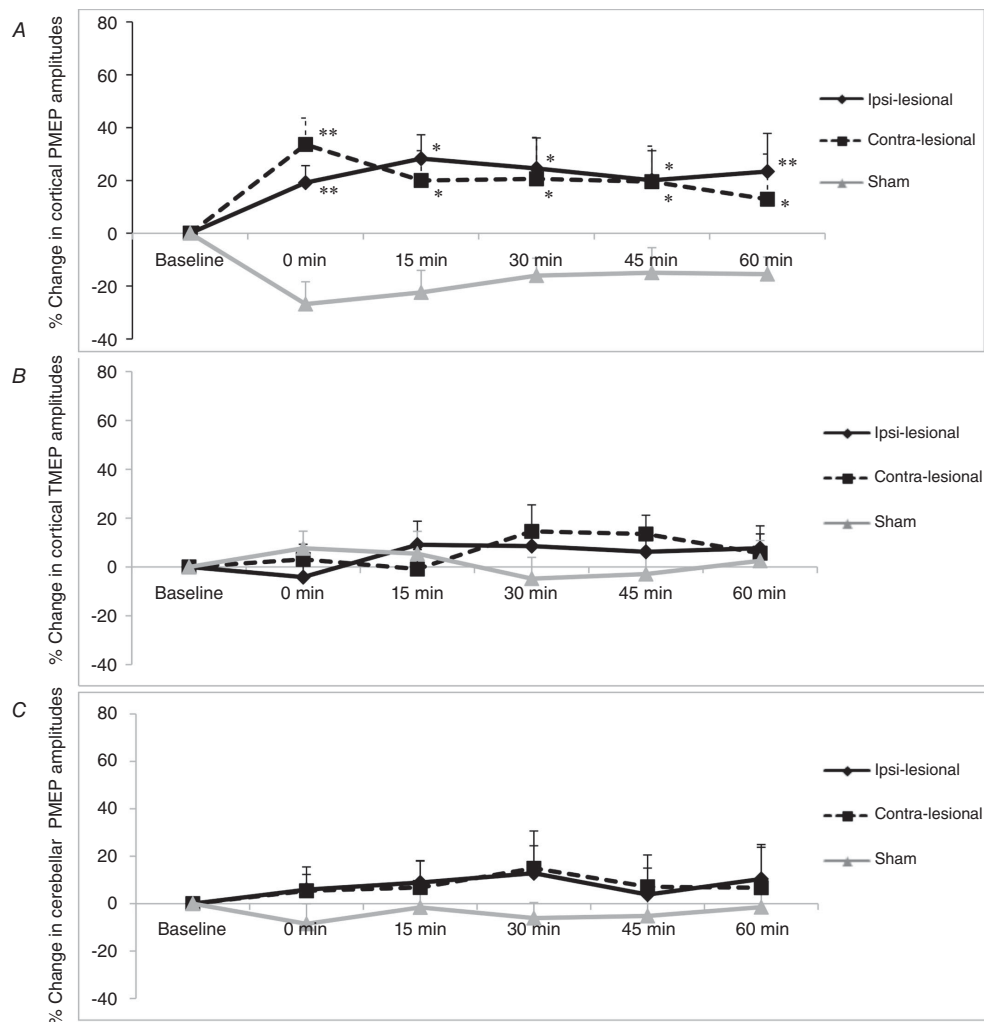 A
% Change in cortical PMEP amplitudes
80
60
40
20
0
-20
-40
** * * * **
** * * * *
Baseline 0 min 15 min 30 min 45 min 60 min
Ipsi-lesional
Contra-lesional
Sham
B
% Change in cortical TMEP amplitudes
80
60
40
20
0
-20
-40
Baseline 0 min 15 min 30 min 45 min 60 min
Ipsi-lesional
Contra-lesional
Sham
C
% Change in cerebellar PMEP amplitudes
80
60
40
20
0
-20
-40
Baseline 0 min 15 min 30 min 45 min 60 min
Ipsi-lesional
Contra-lesional
Sham